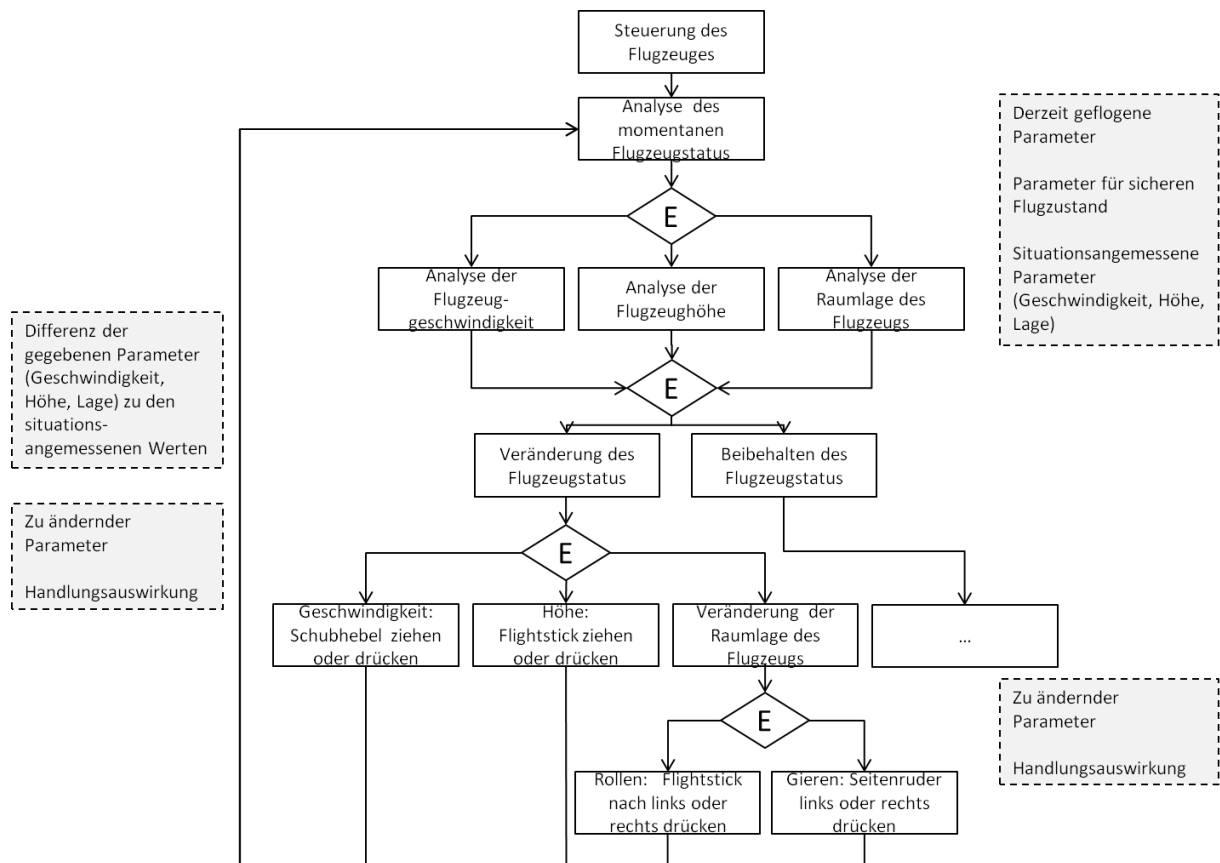 Steuerung des
Flugzeuges
Analyse des
momentanen
Flugzeugstatus
Derzeit geflogene
Parameter
Parameter für sicheren
Flugzustand
Situationsangemessene
Parameter
(Geschwindigkeit, Höhe,
Lage)
E
Analyse der
Flugzeug-
geschwindigkeit
Analyse der
Flugzeughöhe
Analyse der
Raumlage des
Flugzeugs
Differenz der
gegebenen Parameter
(Geschwindigkeit,
Höhe, Lage) zu den
situations-
angemessenen Werten
E
Veränderung des
Flugzeugstatus
Beibehalten des
Flugzeugstatus
Zu ändernder
Parameter
Handlungsauswirkung
E
Geschwindigkeit:
Schubhebel ziehen
oder drücken
Höhe:
Flightstick ziehen
oder drücken
Veränderung der
Raumlage des
Flugzeugs
...
E
Zu ändernder
Parameter
Handlungsauswirkung
Rollen: Flightstick
nach links oder
rechts drücken
Gieren: Seitenruder
links oder rechts
drücken